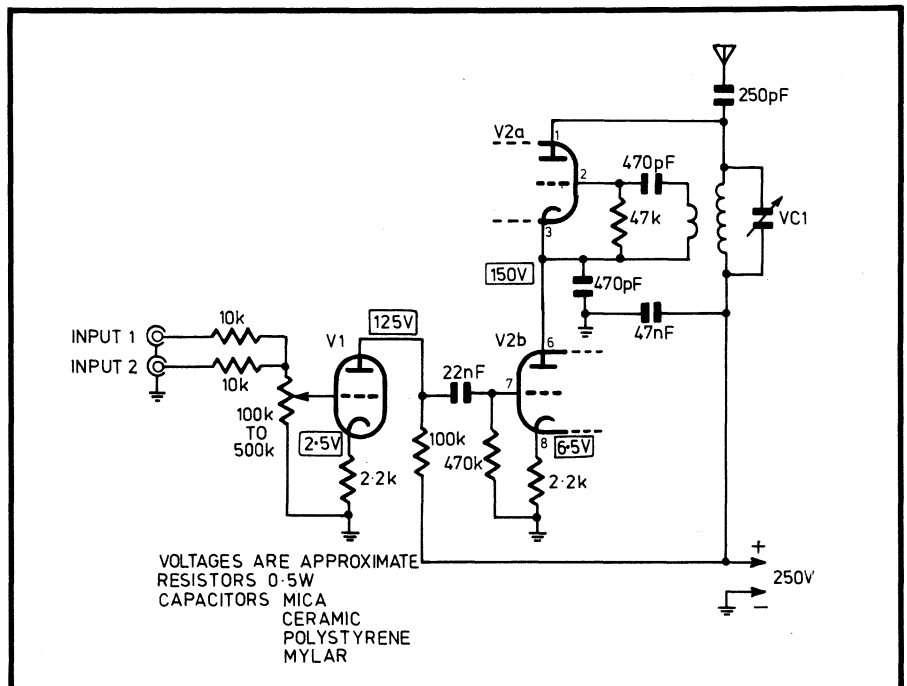 250pF
V2a
1
470pF
2
47k
VC1
3
150V
470pF
47nF
INPUT 1
10k
125V
V1
V2b
6
INPUT 2
10k
22nF
7
100k
TO
500k
2·5V
100k
470k
8
6·5V
2·2k
2·2k
VOLTAGES ARE APPROXIMATE
RESISTORS 0·5W
CAPACITORS MICA
CERAMIC
POLYSTYRENE
MYLAR
+
250V
−